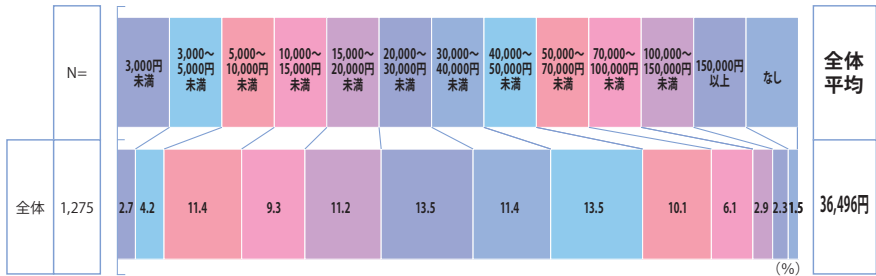 N=
3,000円
未満
3,000～
5,000円
未満
5,000～
10,000円
未満
10,000～
15,000円
未満
15,000～
20,000円
未満
20,000～
30,000円
未満
30,000～
40,000円
未満
40,000～
50,000円
未満
50,000～
70,000円
未満
70,000～
100,000円
未満
100,000～
150,000円
未満
150,000円
以上
なし
全体
平均
全体
1,275
2.7
4.2
11.4
9.3
11.2
13.5
11.4
13.5
10.1
6.1
2.9
2.3
1.5
36,496円
(%)